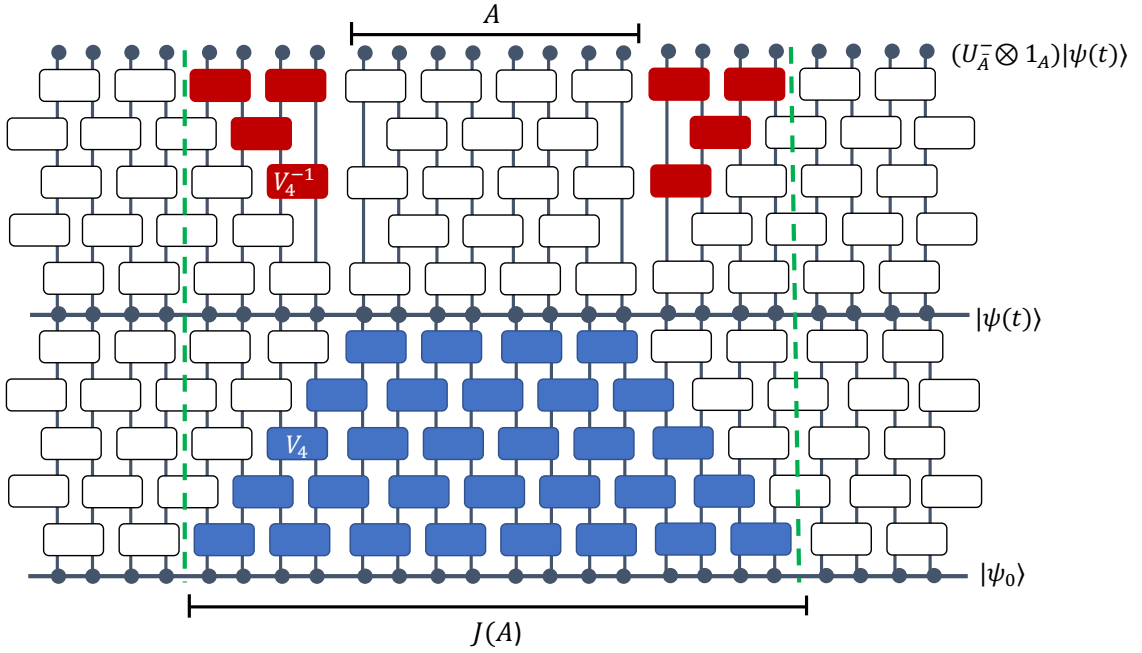 A
(U_Ā^- ⊗ 1_A)|ψ(t)⟩
V_4^{-1}
|ψ(t)⟩
V_4
|ψ_0⟩
J(A)